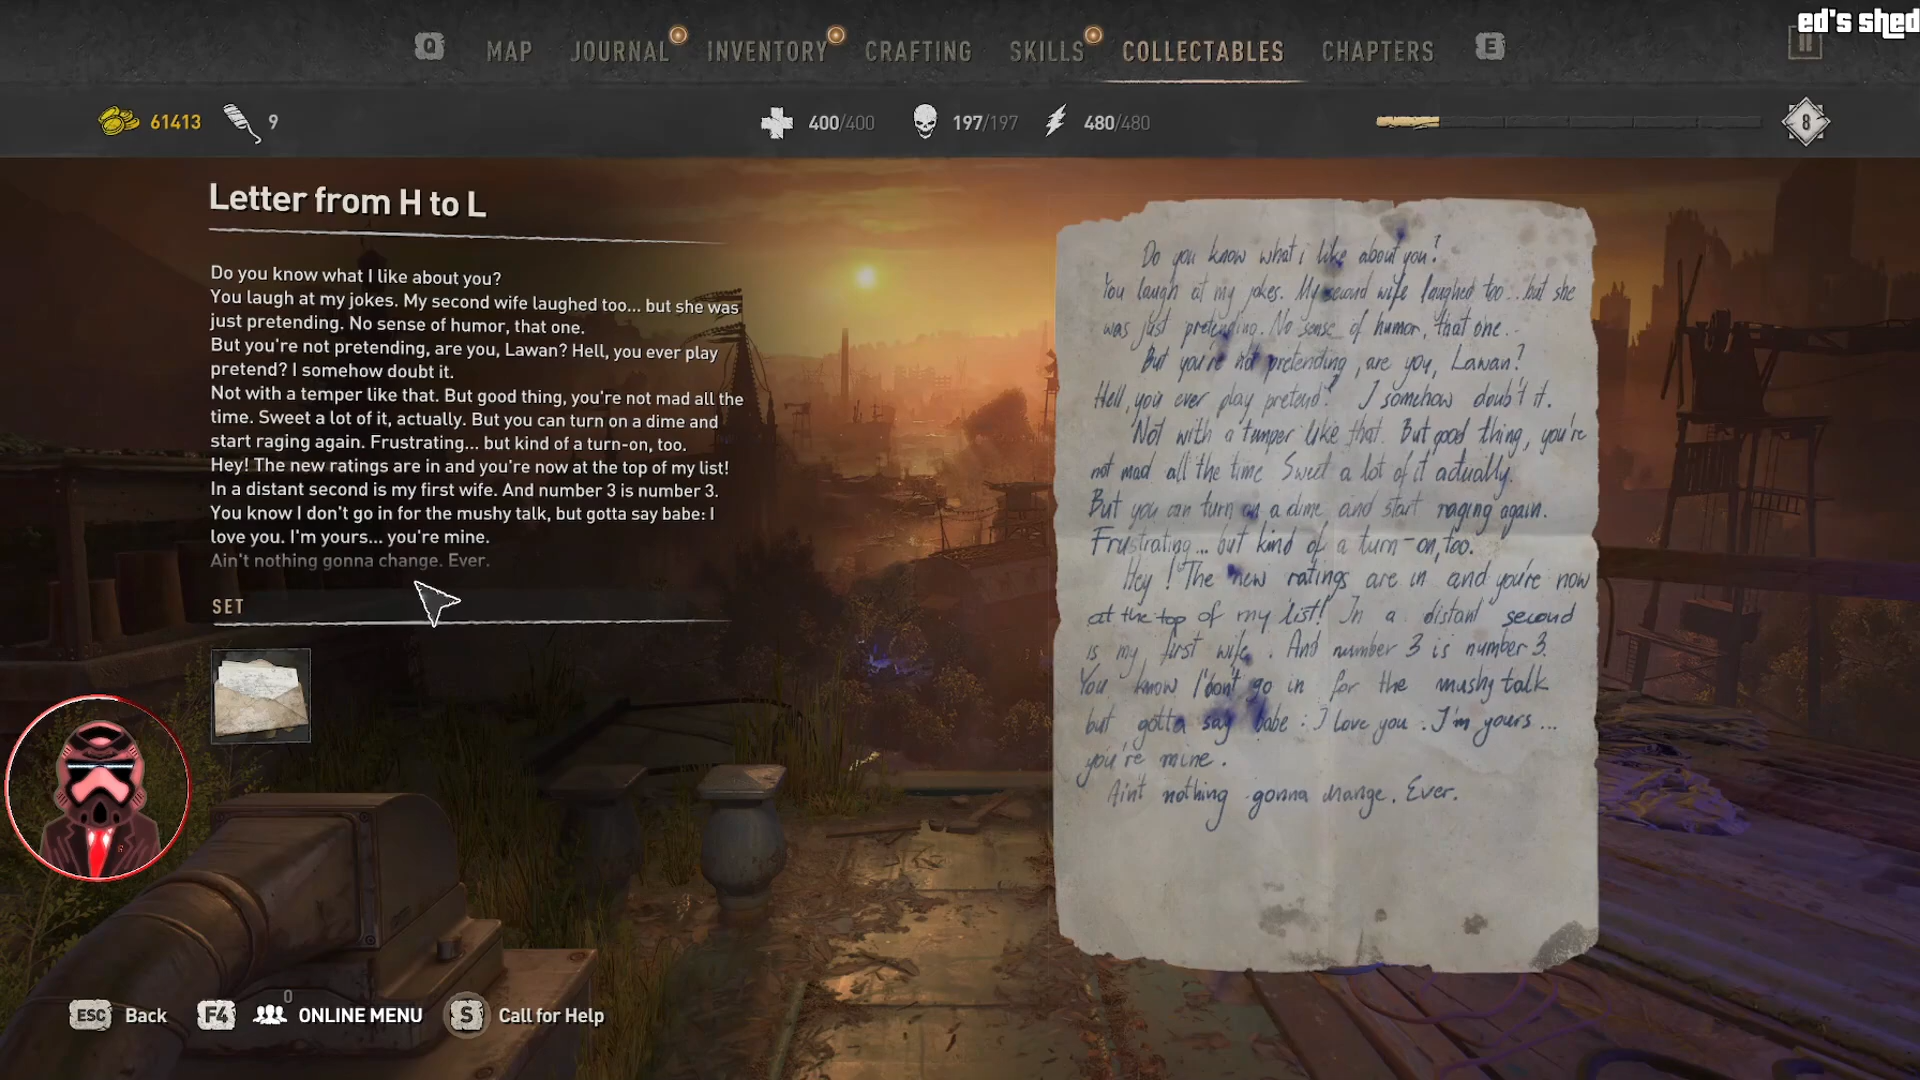 ed's shed
Q MAP JOURNAL INVENTORY CRAFTING SKILLS COLLECTABLES CHAPTERS E
61413 9 400/400 197/197 480/480 8
Letter from H to L
Do you know what I like about you?
You laugh at my jokes. My second wife laughed too... but she was
just pretending. No sense of humor, that one.
But you're not pretending, are you, Lawan? Hell, you ever play
pretend? I somehow doubt it.
Not with a temper like that. But good thing, you're not mad all the
time. Sweet a lot of it, actually. But you can turn on a dime and
start raging again. Frustrating... but kind of a turn-on, too.
Hey! The new ratings are in and you're now at the top of my list!
In a distant second is my first wife. And number 3 is number 3.
You know I don't go in for the mushy talk, but gotta say babe: I
love you. I'm yours... you're mine.
Ain't nothing gonna change. Ever.
SET
Do you know what i like about you?
You laugh at my jokes. My second wife laughed too... but she
was just pretending. No sense of humor, that one..
But you're not pretending, are you, Lawan?
Hell, you ever play pretend? I somehow doubt it.
Not with a temper like that. But good thing, you're
not mad all the time Sweet a lot of it actually.
But you can turn on a dime and start raging again.
Frustrating... but kind of a turn-on, too.
Hey! The new ratings are in and you're now
at the top of my list! In a distant second
is my first wife. And number 3 is number 3.
You know I don't go in for the mushy talk
but gotta say babe: I love you. I'm yours...
you're mine.
Ain't nothing gonna change. Ever.
ESC Back F4 0 ONLINE MENU S Call for Help